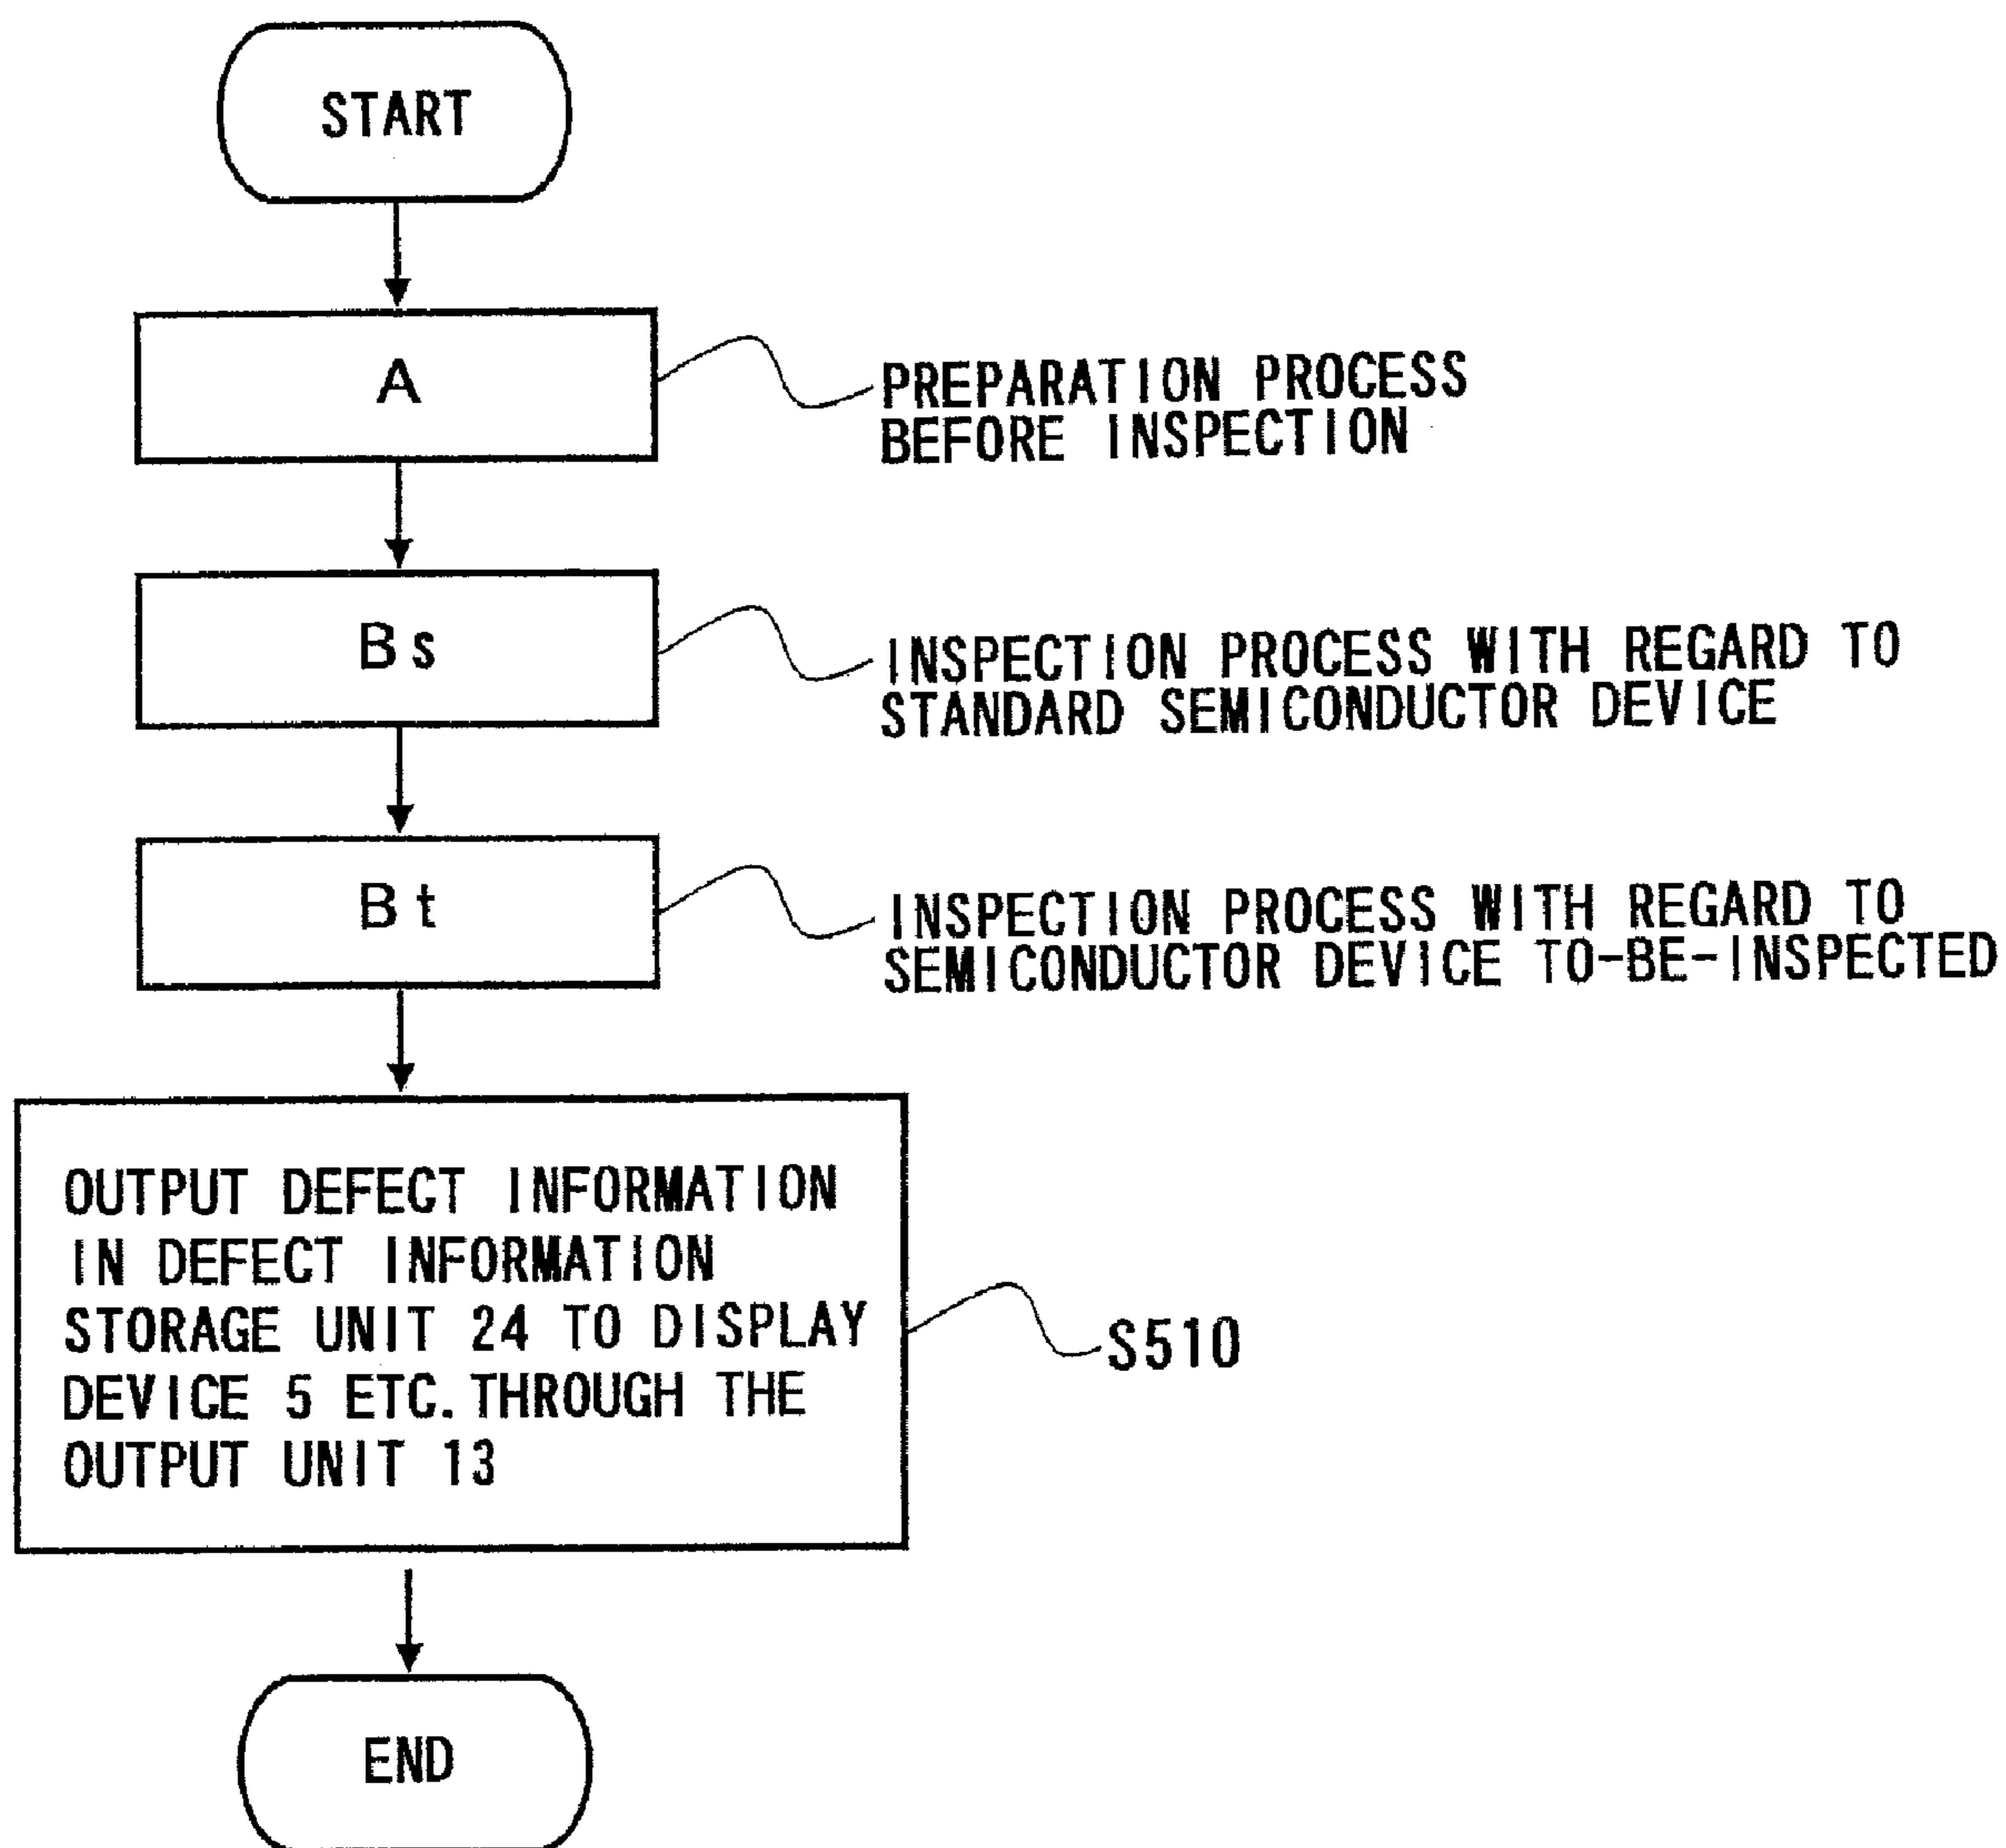 START
A
PREPARATION PROCESS
BEFORE INSPECTION
Bs
INSPECTION PROCESS WITH REGARD TO
STANDARD SEMICONDUCTOR DEVICE
Bt
INSPECTION PROCESS WITH REGARD TO
SEMICONDUCTOR DEVICE TO-BE-INSPECTED
OUTPUT DEFECT INFORMATION
IN DEFECT INFORMATION
STORAGE UNIT 24 TO DISPLAY
DEVICE 5 ETC. THROUGH THE
OUTPUT UNIT 13
S510
END